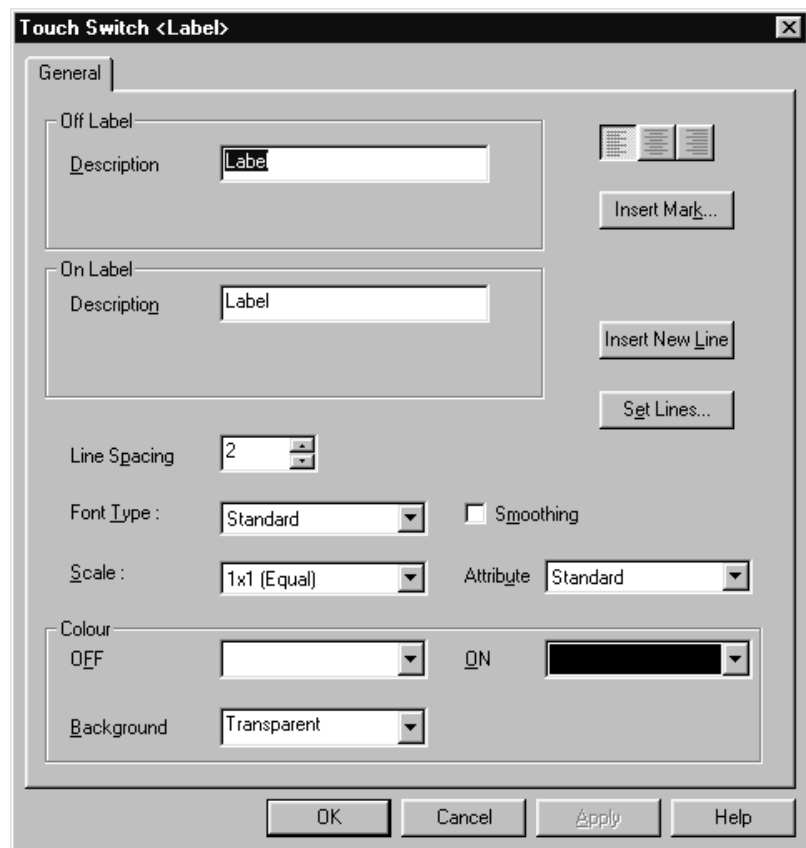 Touch Switch <Label>
General
Off Label
Description Label
Insert Mark...
On Label
Description Label
Insert New Line
Set Lines...
Line Spacing 2
Font Type : Standard Smoothing
Scale : 1x1 (Equal) Attribute Standard
Colour
OFF ON
Background Transparent
OK Cancel Apply Help